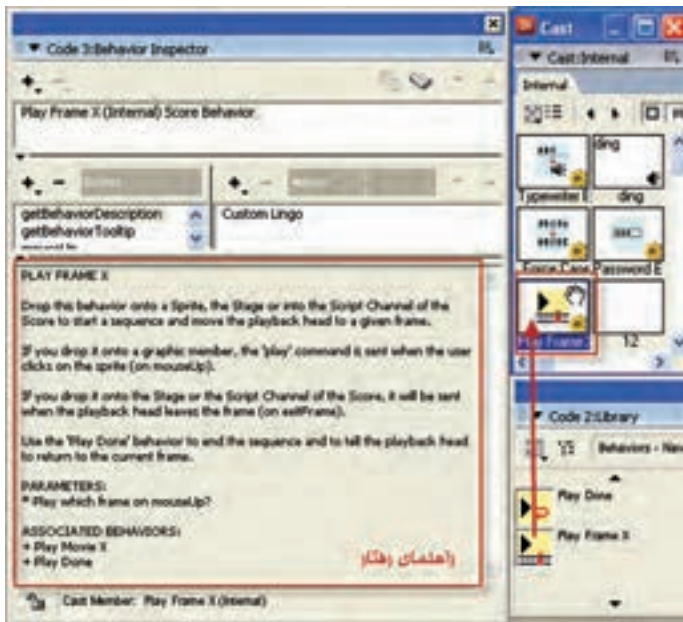 Code 3:Behavior Inspector
Play Frame X (Internal) Score Behavior
getBehaviorDescription
getBehaviorTooltip
Custom Lingo
PLAY FRAME X
Drop this behavior onto a Sprite, the Stage or into the Script Channel of the
Score to start a sequence and move the playback head to a given frame.
If you drop it onto a graphic member, the 'play' command is sent when the user
clicks on the sprite (on mouseUp).
If you drop it onto the Stage or the Script Channel of the Score, it will be sent
when the playback head leaves the frame (on exitFrame).
Use the 'Play Done' behavior to end the sequence and to tell the playback head
to return to the current frame.
PARAMETERS:
* Play which frame on mouseUp?
ASSOCIATED BEHAVIORS:
+ Play Movie X
+ Play Done
راهنمای رفتار
Cast Member: Play Frame X (Internal)
Cast
Cast:Internal
Internal
ding
Typewriter E
ding
Force Case
Password E
Play Frame
12
Code 2:Library
Behaviors - Nav
Play Done
Play Frame X